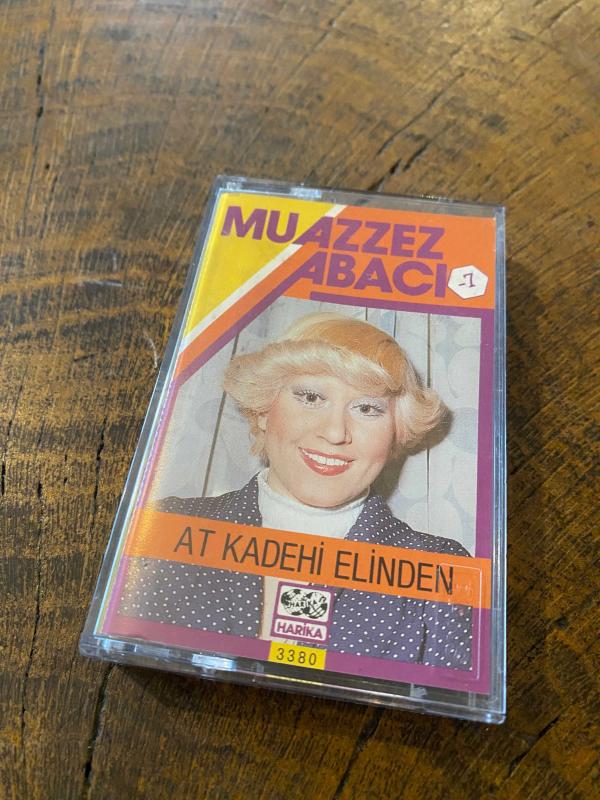 MUAZZEZ
ABACI
-7
AT KADEHİ ELİNDEN
HARİKA
HARİKA
3380